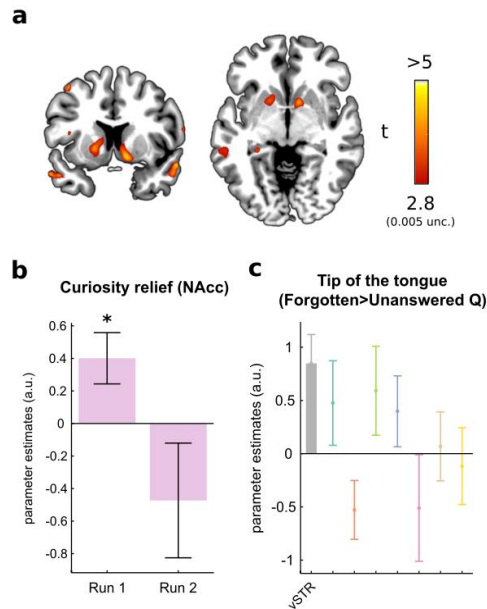 a
>5
t
2.8
(0.005 unc.)
b
Curiosity relief (NAcc)
*
0.6
0.4
0.2
0
-0.2
-0.4
-0.6
-0.8
parameter estimates (a.u.)
Run 1 Run 2
c
Tip of the tongue
(Forgotten>Unanswered Q)
1
0.5
0
-0.5
-1
parameter estimates (a.u.)
vSTR